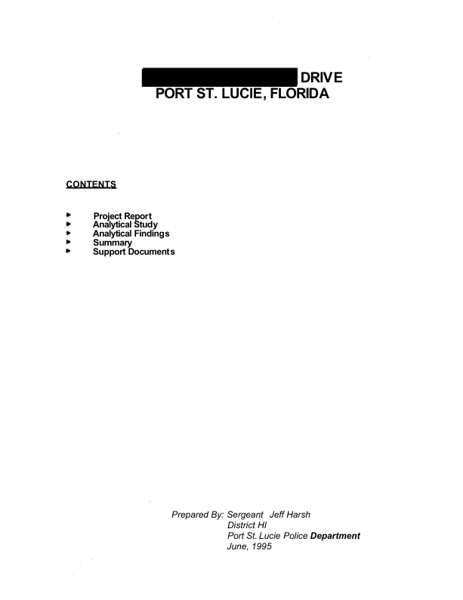 DRIVE
PORT ST. LUCIE, FLORIDA
CONTENTS
Project Report
Analytical Study
Analytical Findings
Summary
Support Documents
Prepared By: Sergeant Jeff Harsh
District HI
Port St. Lucie Police Department
June, 1995